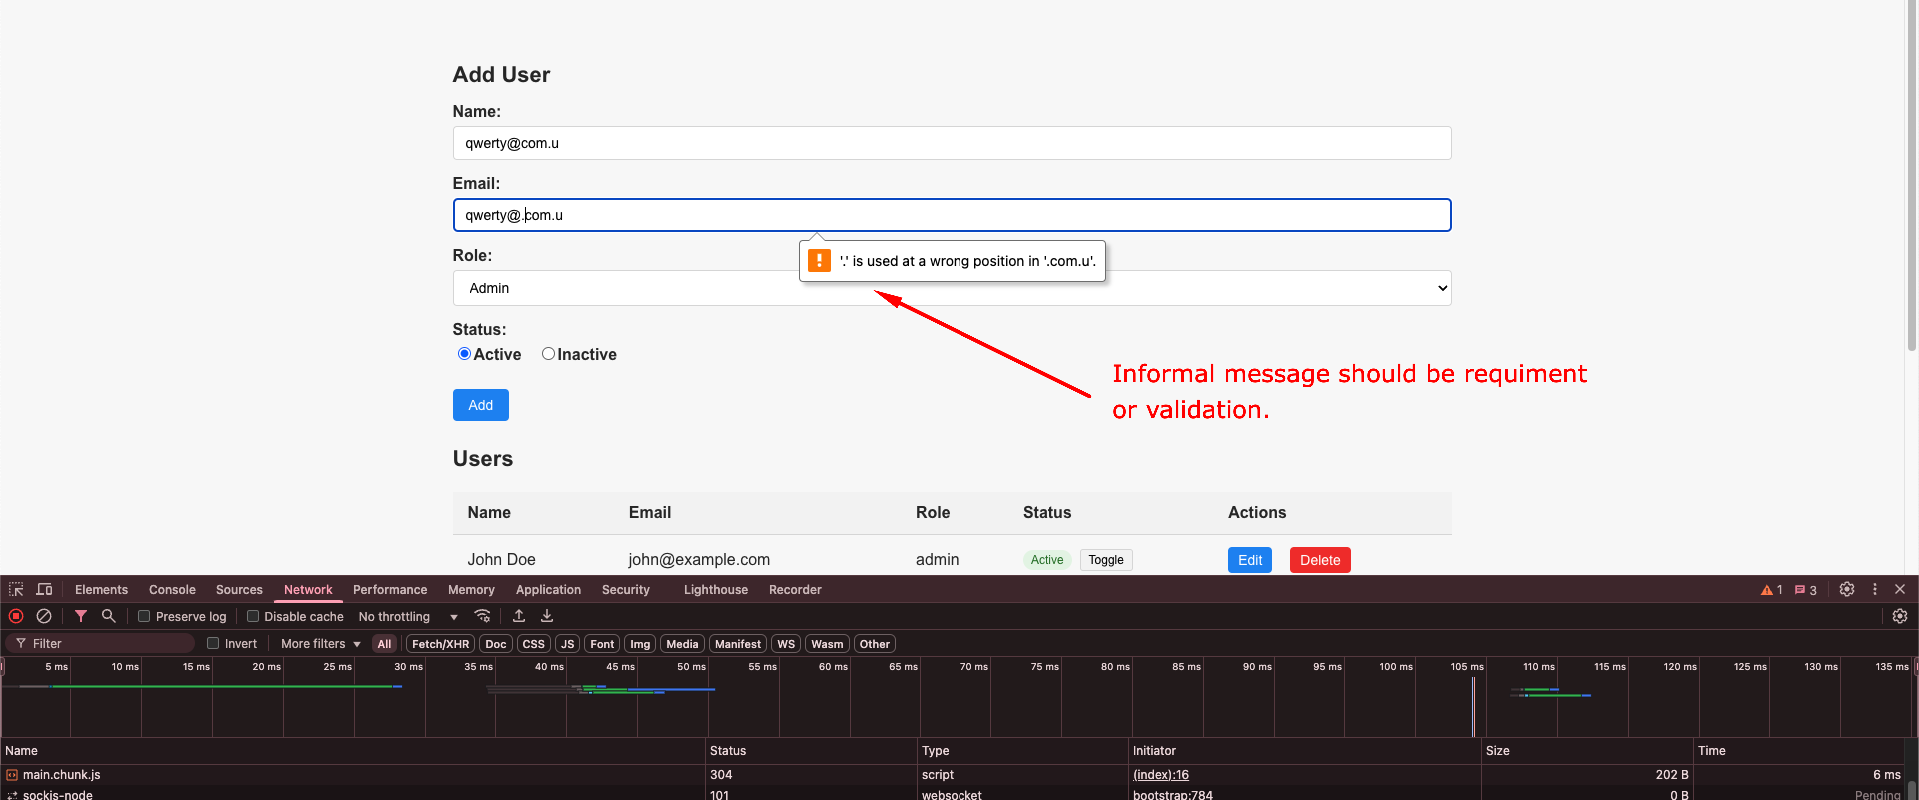 Add User
Name:
qwerty@com.u
Email:
qwerty@.com.u
'.' is used at a wrong position in '.com.u'.
Role:
Admin
Status:
Active Inactive
Informal message should be requiment
or validation.
Add
Users
Name Email Role Status Actions
John Doe john@example.com admin Active Toggle Edit Delete
Elements Console Sources Network Performance Memory Application Security Lighthouse Recorder 1 3
Preserve log Disable cache No throttling
Filter Invert More filters All Fetch/XHR Doc CSS JS Font Img Media Manifest WS Wasm Other
5 ms 10 ms 15 ms 20 ms 25 ms 30 ms 35 ms 40 ms 45 ms 50 ms 55 ms 60 ms 65 ms 70 ms 75 ms 80 ms 85 ms 90 ms 95 ms 100 ms 105 ms 110 ms 115 ms 120 ms 125 ms 130 ms 135 ms
Name Status Type Initiator Size Time
main.chunk.js 304 script (index):16 202 B 6 ms
sockjs-node 101 websocket bootstrap:784 0 B Pending